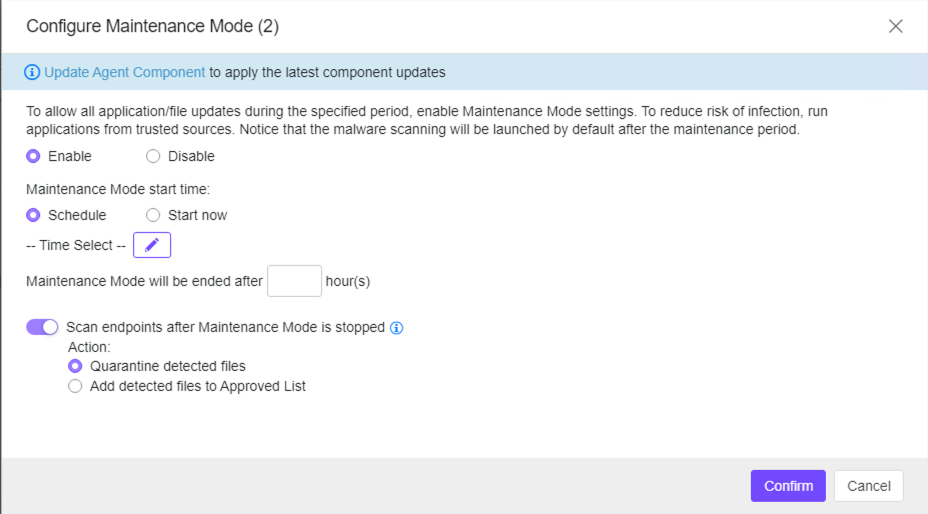 Configure Maintenance Mode (2)
Update Agent Component to apply the latest component updates
To allow all application/file updates during the specified period, enable Maintenance Mode settings. To reduce risk of infection, run
applications from trusted sources. Notice that the malware scanning will be launched by default after the maintenance period.
Enable Disable
Maintenance Mode start time:
Schedule Start now
-- Time Select --
Maintenance Mode will be ended after hour(s)
Scan endpoints after Maintenance Mode is stopped
Action:
Quarantine detected files
Add detected files to Approved List
Confirm Cancel